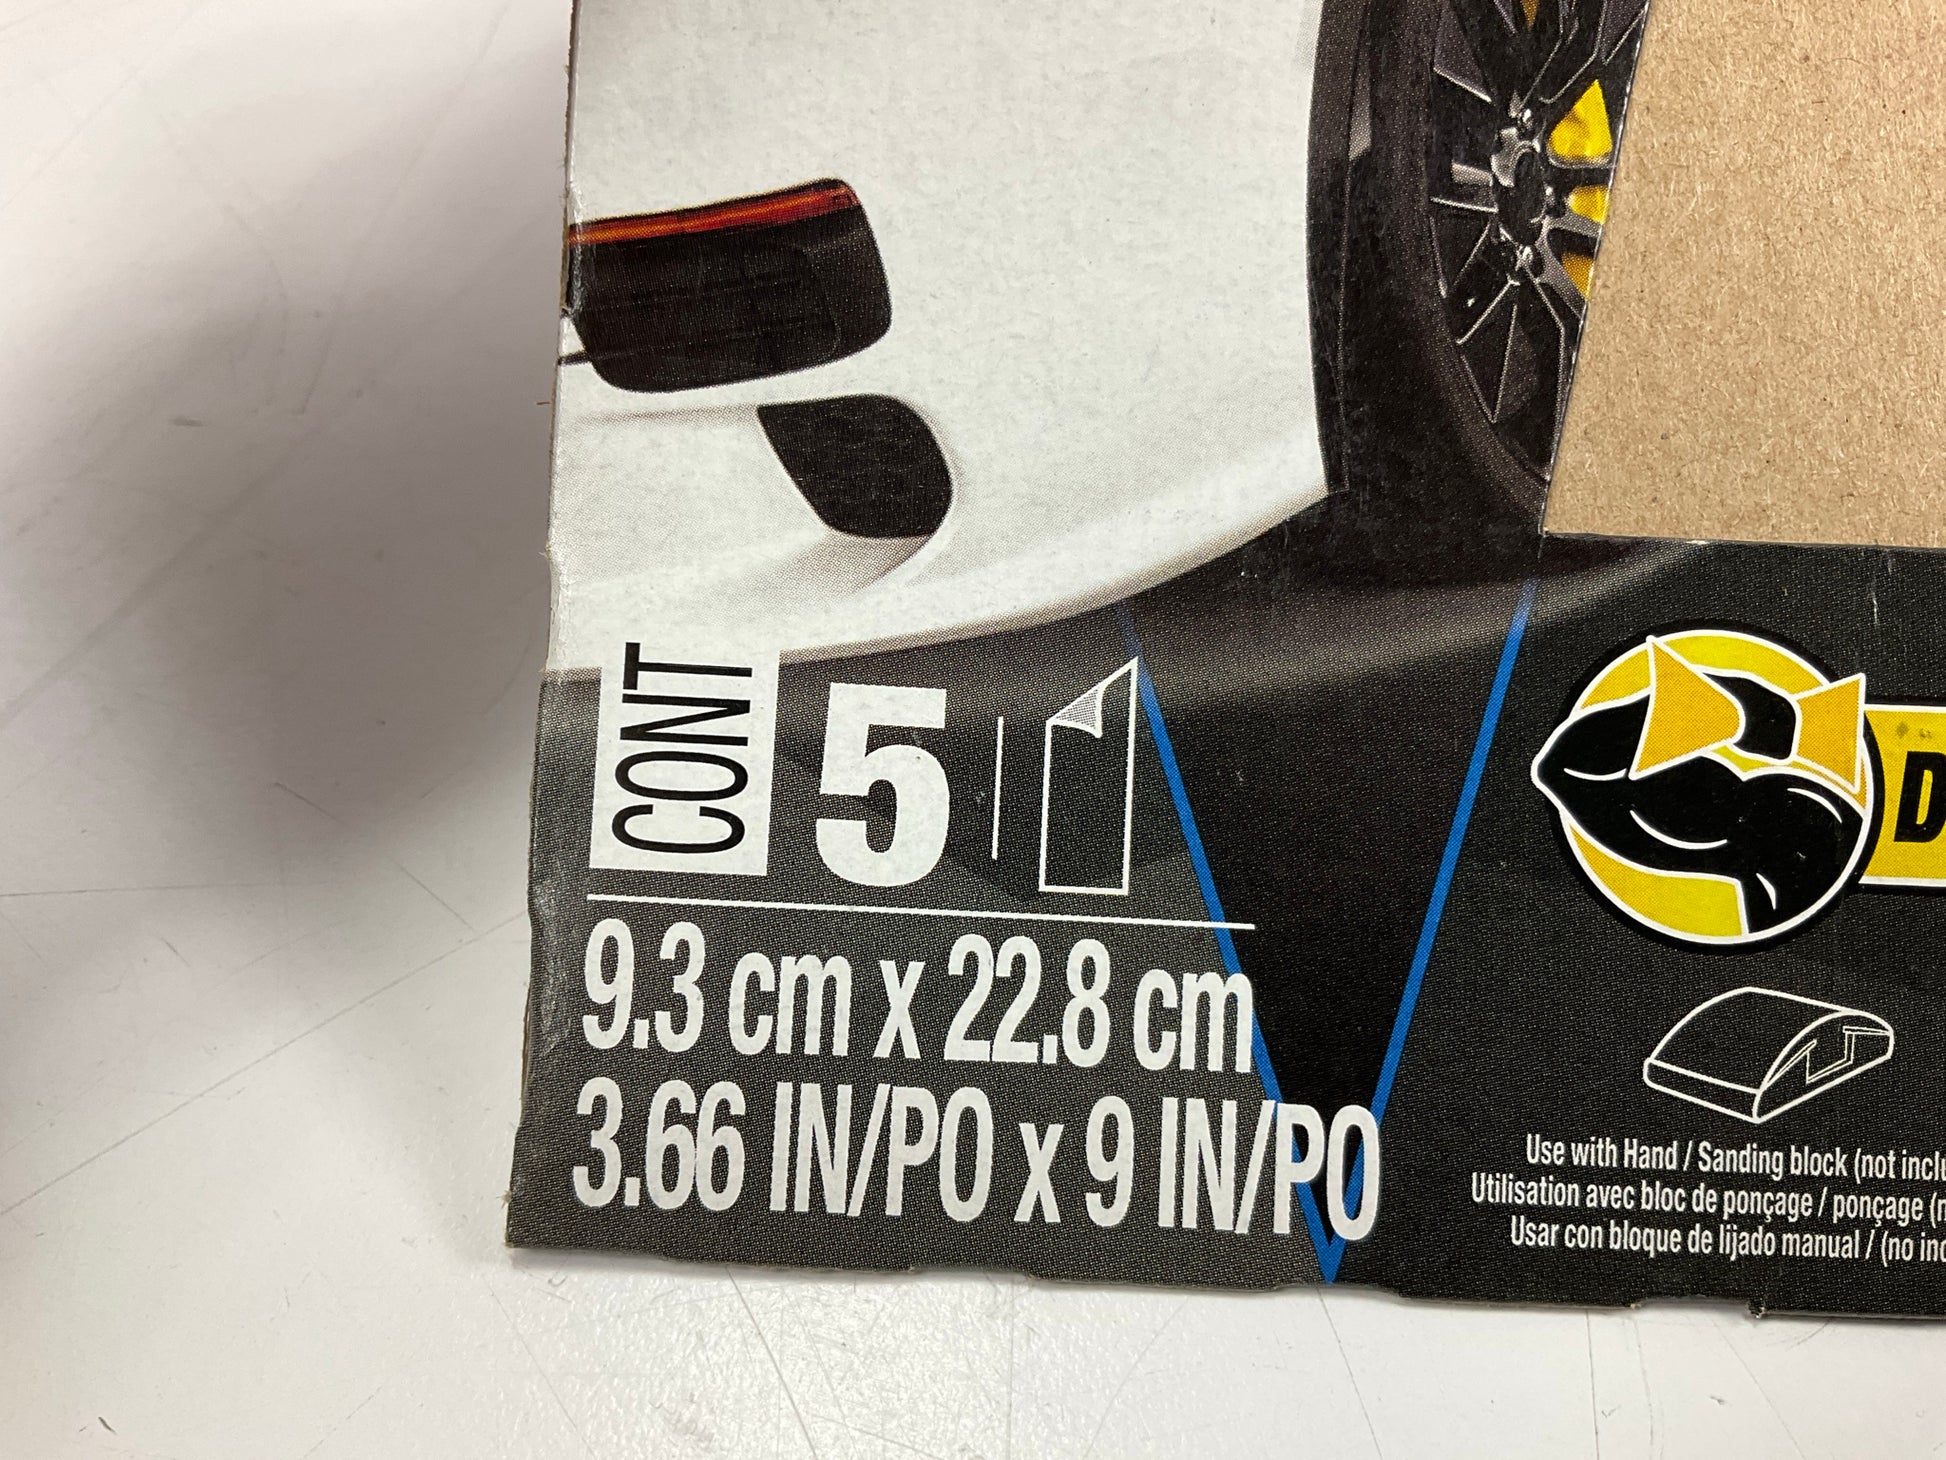 CONT
5
9.3 cm x 22.8 cm
3.66 IN/PO x 9 IN/PO
D
Use with Hand / Sanding block (not inclu
Utilisation avec bloc de ponçage / ponçage (n
Usar con bloque de lijado manual / (no inc